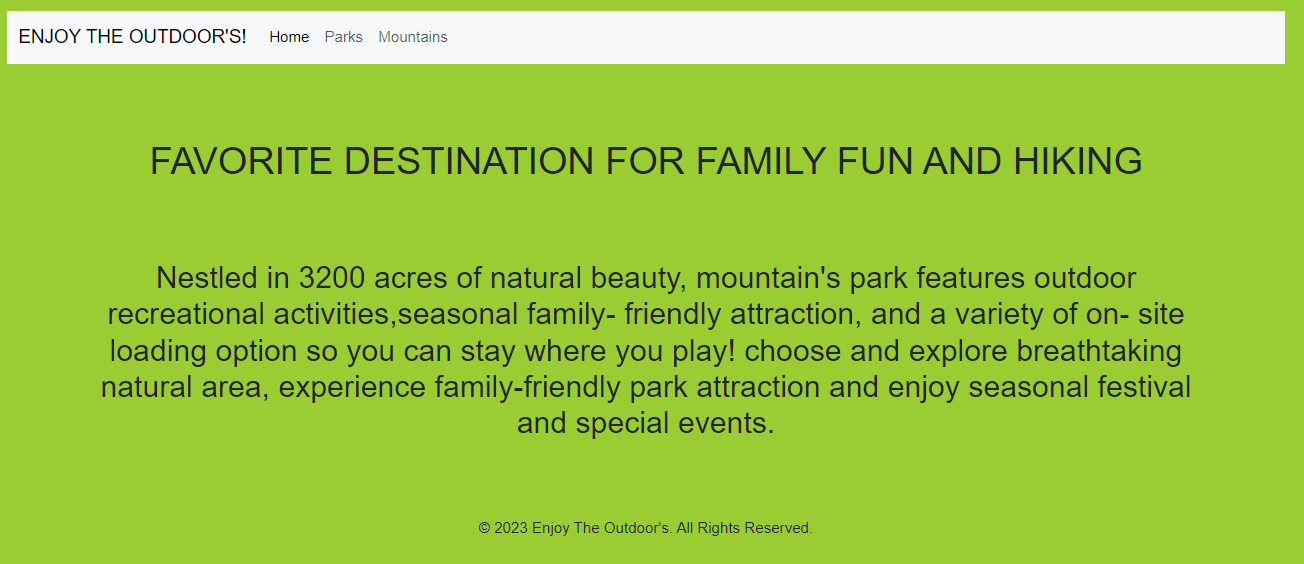 ENJOY THE OUTDOOR'S! Home Parks Mountains
FAVORITE DESTINATION FOR FAMILY FUN AND HIKING
Nestled in 3200 acres of natural beauty, mountain's park features outdoor
recreational activities,seasonal family- friendly attraction, and a variety of on- site
loading option so you can stay where you play! choose and explore breathtaking
natural area, experience family-friendly park attraction and enjoy seasonal festival
and special events.
© 2023 Enjoy The Outdoor's. All Rights Reserved.